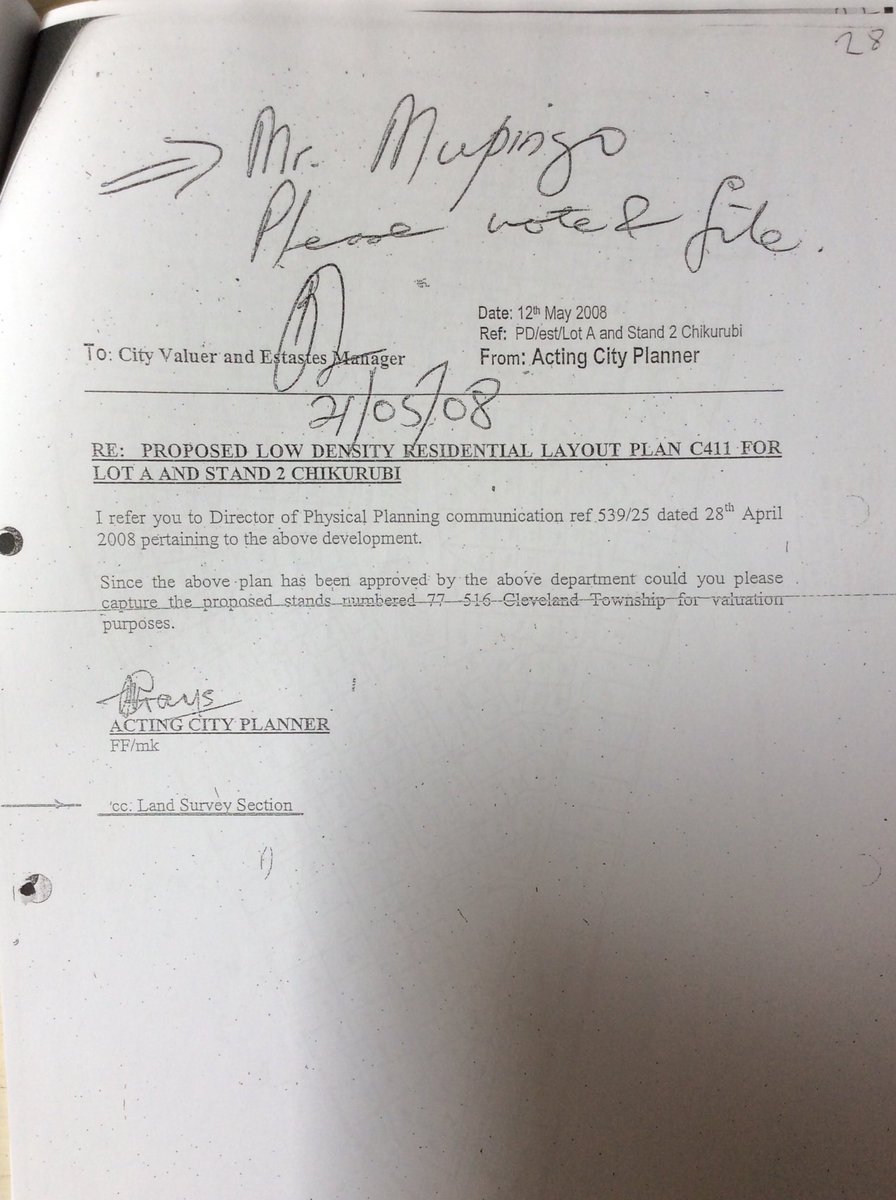 28
Mr. Mupingo
Please note & file.
Date: 12th May 2008
Ref: PD/est/Lot A and Stand 2 Chikurubi
To: City Valuer and Estastes Manager
From: Acting City Planner
21/05/08
RE: PROPOSED LOW DENSITY RESIDENTIAL LAYOUT PLAN C411 FOR
LOT A AND STAND 2 CHIKURUBI
I refer you to Director of Physical Planning communication ref 539/25 dated 28th April
2008 pertaining to the above development.
Since the above plan has been approved by the above department could you please
capture the proposed stands numbered 77-516 Cleveland Township for valuation
purposes.
ACTING CITY PLANNER
FF/mk
cc: Land Survey Section